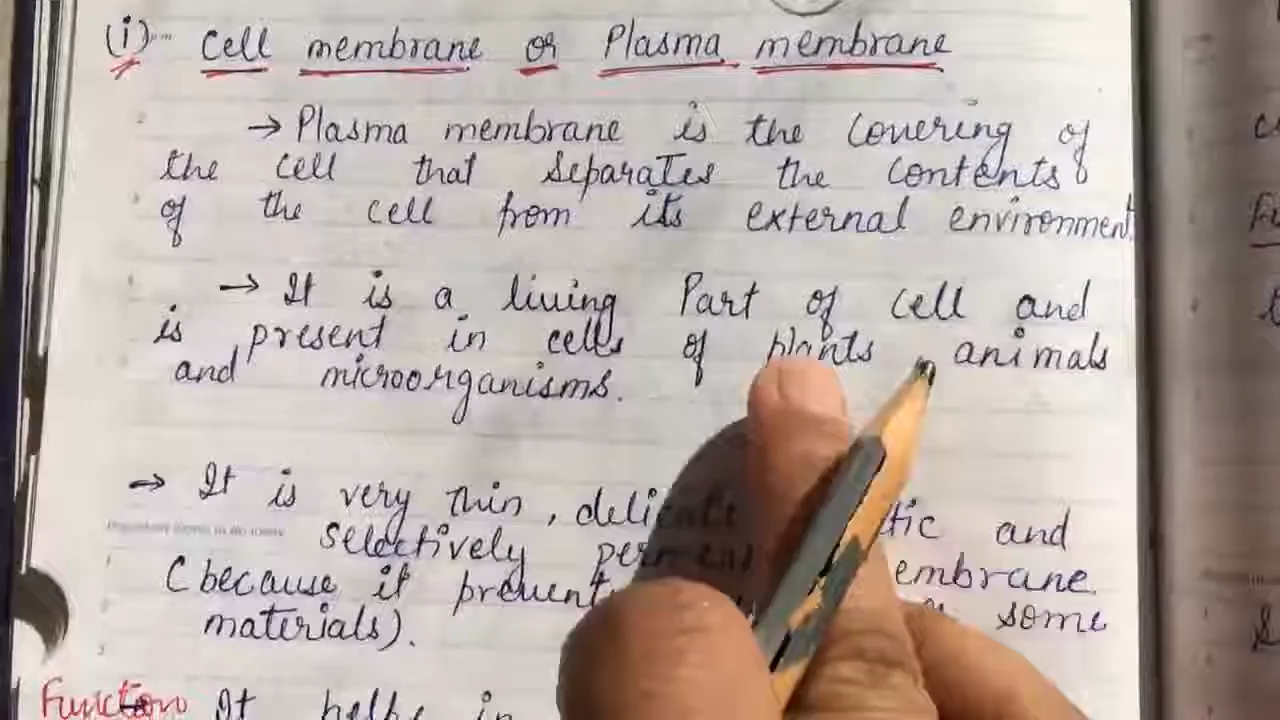 (i) Cell membrane or Plasma membrane
→ Plasma membrane is the covering of
the cell that separates the contents
of the cell from its external environment
→ It is a living Part of cell and
is present in cells of plants, animals
and microorganisms.
→ It is very thin, delicate and
selectively membrane
(because it prevent some
materials).
Function It helps in